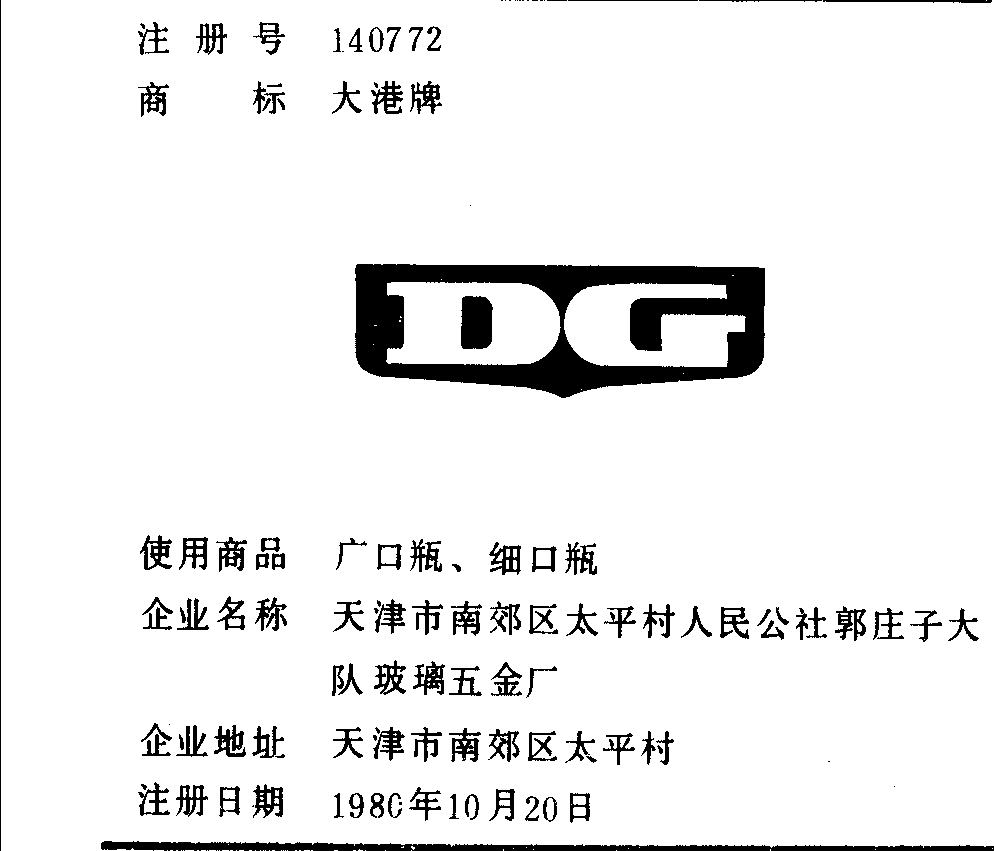 注册号 140772
商标 大港牌
DG
使用商品 广口瓶、细口瓶
企业名称 天津市南郊区太平村人民公社郭庄子大
队玻璃五金厂
企业地址 天津市南郊区太平村
注册日期 1980年10月20日